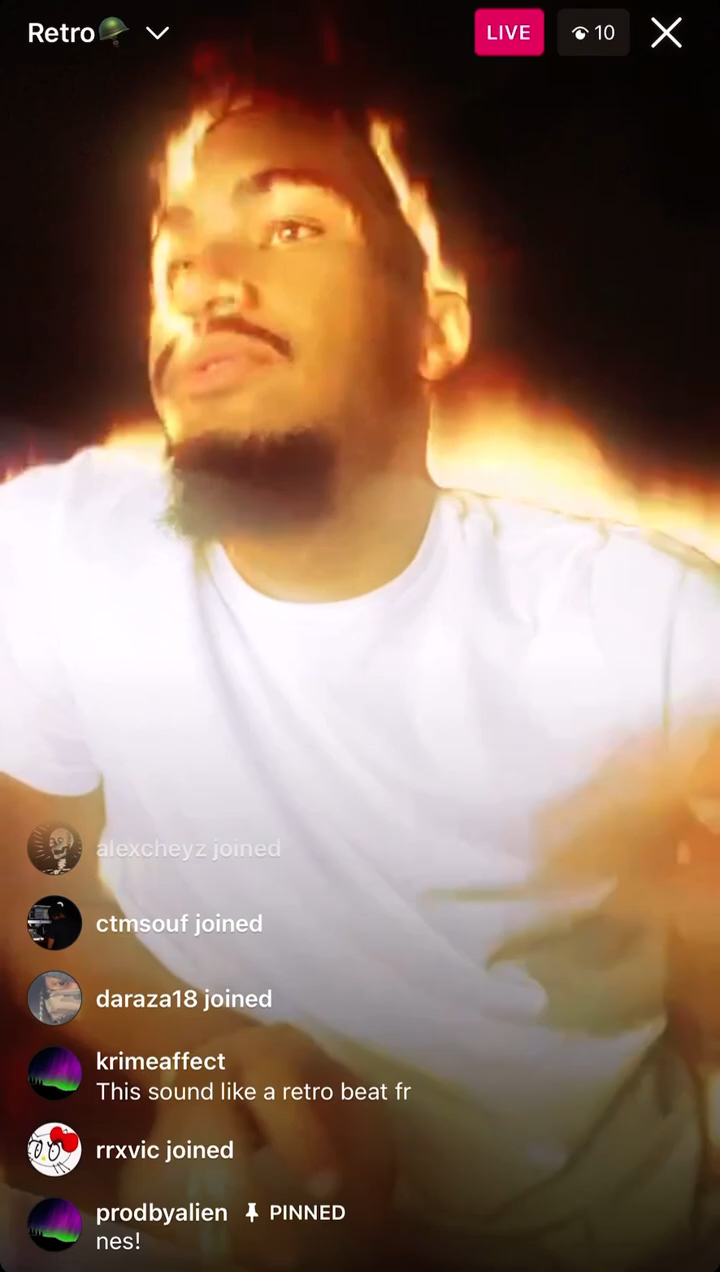 Retro🪖
LIVE
10
alexcheyz joined
ctmsouf joined
daraza18 joined
krimeaffect
This sound like a retro beat fr
rrxvic joined
prodbyalien PINNED
nes!